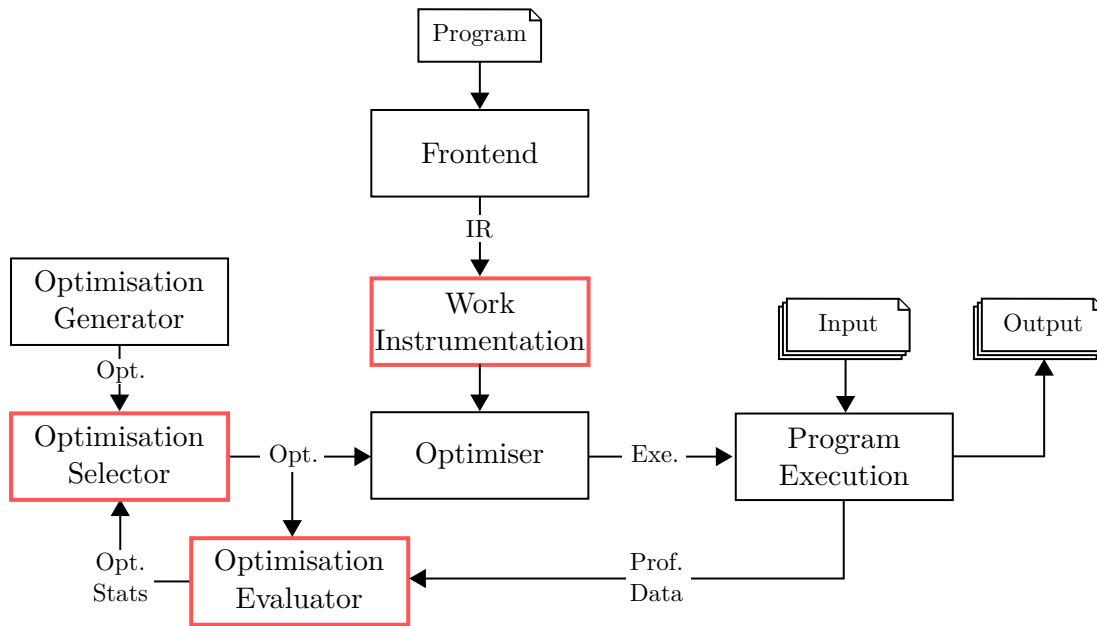 Program
Frontend
IR
Optimisation
Generator
Work
Instrumentation
Input
Output
Opt.
Optimisation
Selector
Opt.
Optimiser
Exe.
Program
Execution
Opt.
Stats
Optimisation
Evaluator
Prof.
Data